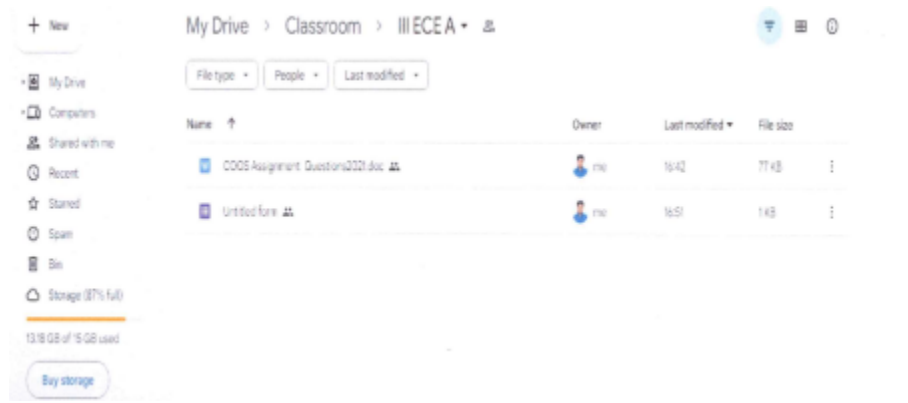 New
My Drive
Computers
Shared with me
Recent
Starred
Spam
Bin
Storage (87% full)
13.18 GB of 15 GB used
Buy storage
My Drive > Classroom > III ECE A
File type People Last modified
Name Owner Last modified File size
COOS Assignment Questions2021.doc me 16:42 77 KB
Untitled form me 16:51 1 KB